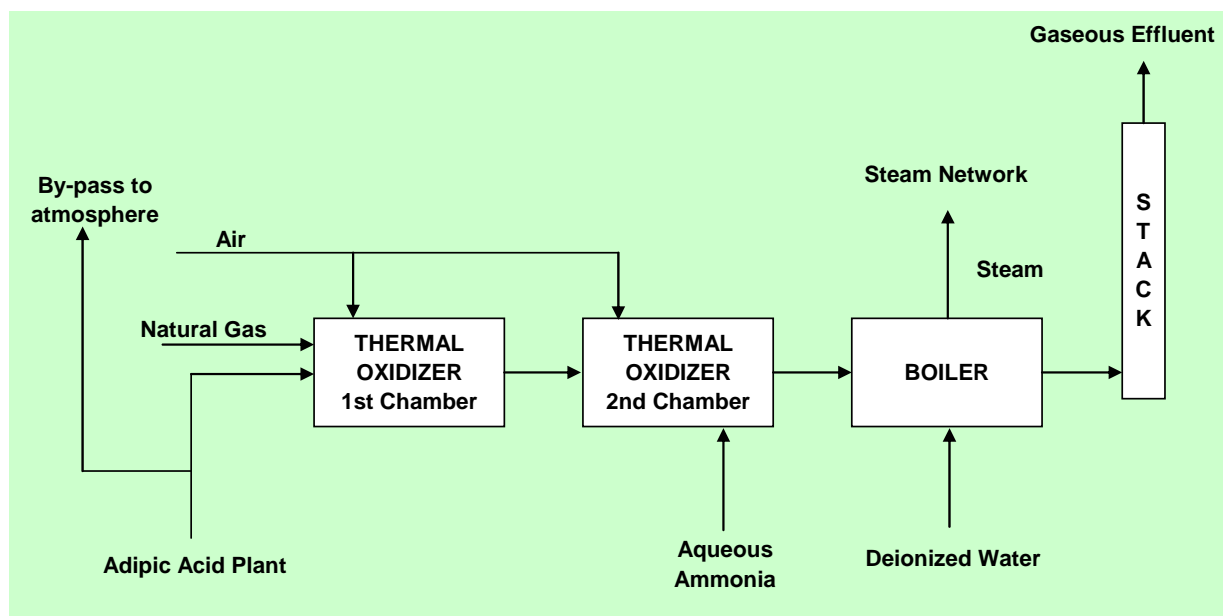 Gaseous Effluent
By-pass to
atmosphere
Steam Network
S
T
A
C
K
Air
Steam
Natural Gas
THERMAL
OXIDIZER
1st Chamber
THERMAL
OXIDIZER
2nd Chamber
BOILER
Adipic Acid Plant
Aqueous
Ammonia
Deionized Water